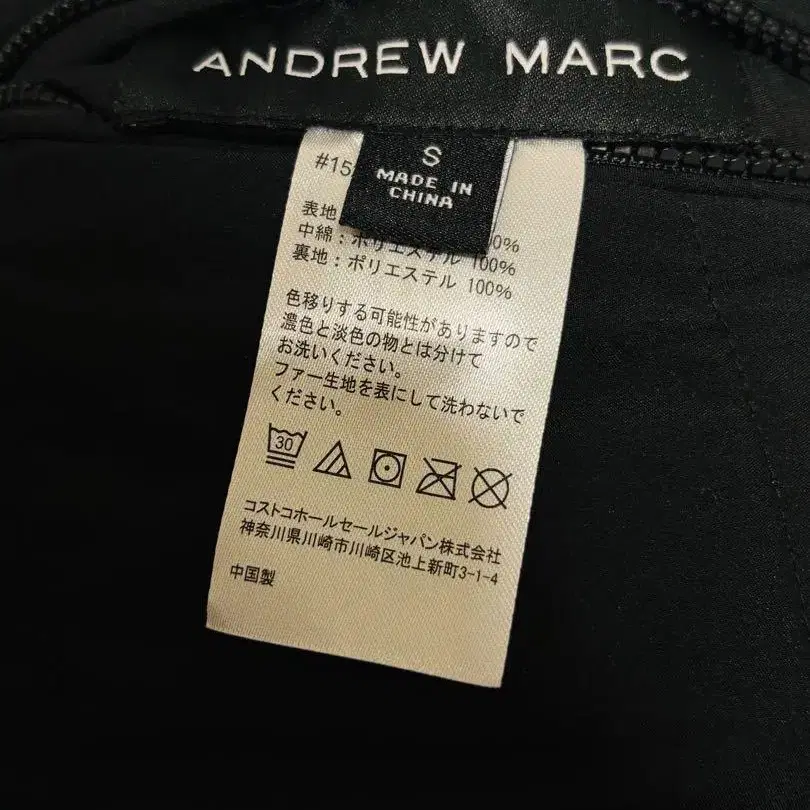 ANDREW MARC
S
MADE IN
CHINA
#15
表地
0%
中綿：ポリエステル 100%
裏地：ポリエステル 100%
色移りする可能性がありますので
濃色と淡色の物とは分けて
お洗いください。
ファー生地を表にして洗わないで
ください。
30
コストコホールセールジャパン株式会社
神奈川県川崎市川崎区池上新町3-1-4
中国製